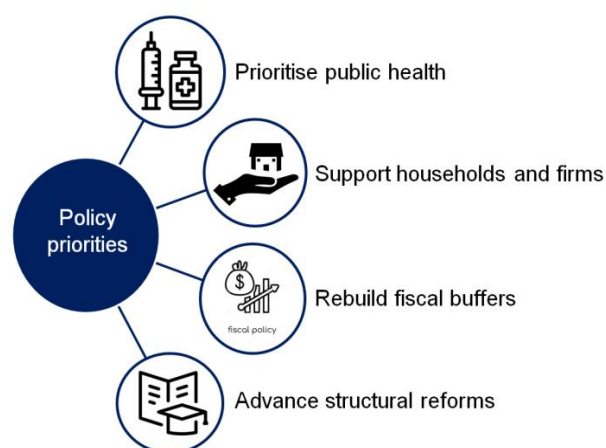 Prioritise public health
Support households and firms
Policy
priorities
Rebuild fiscal buffers
fiscal policy
Advance structural reforms